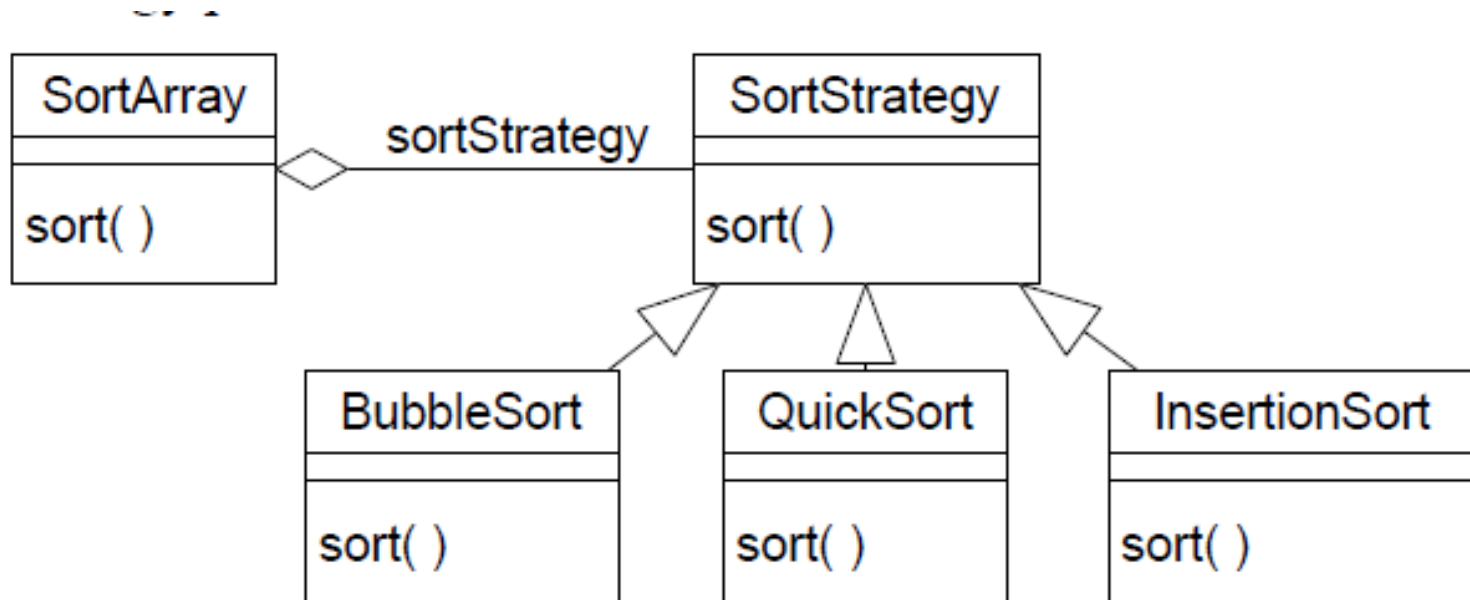 SortArray
sortStrategy
SortStrategy
sort( )
sort( )
BubbleSort
QuickSort
InsertionSort
sort( )
sort( )
sort( )